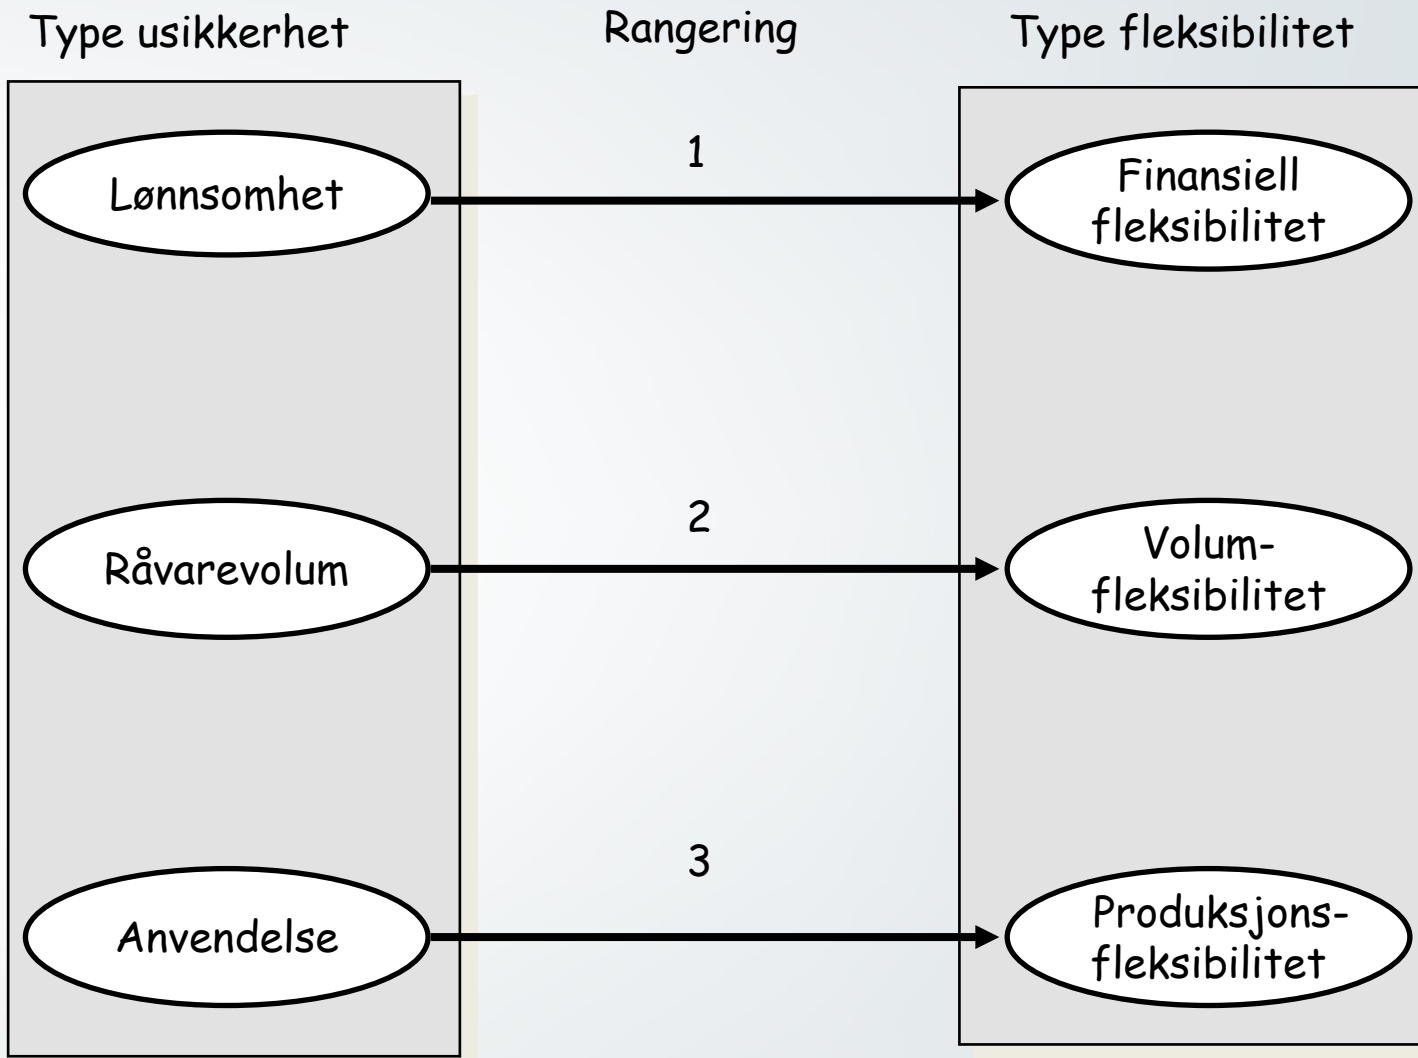 Type usikkerhet
Rangering
Type fleksibilitet
Lønnsomhet
1
Finansiell
fleksibilitet
Råvarevolum
2
Volum-
fleksibilitet
Anvendelse
3
Produksjons-
fleksibilitet